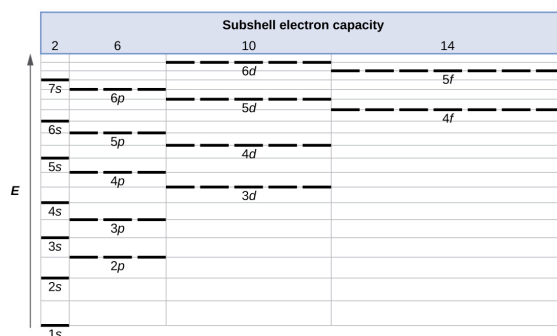 Subshell electron capacity
2 6 10 14
6d
5f
7s
6p
5d
4f
6s
5p
4d
5s
4p
3d
E
4s
3p
3s
2p
2s
1s